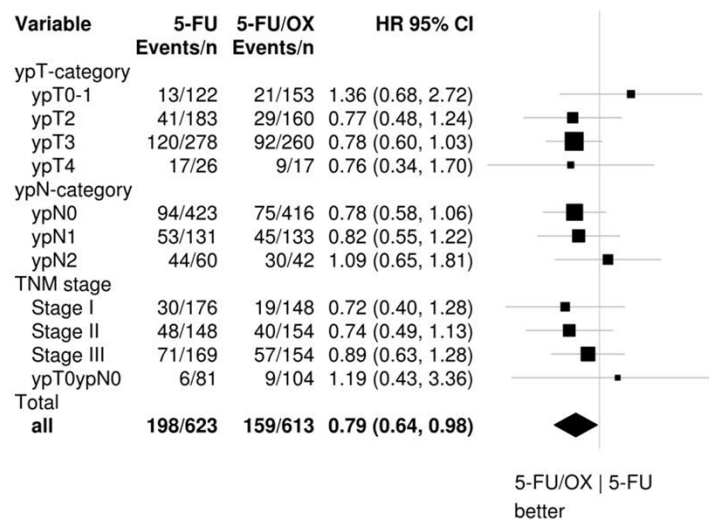 Variable 5-FU 5-FU/OX HR 95% CI
Events/n Events/n
ypT-category
ypT0-1 13/122 21/153 1.36 (0.68, 2.72)
ypT2 41/183 29/160 0.77 (0.48, 1.24)
ypT3 120/278 92/260 0.78 (0.60, 1.03)
ypT4 17/26 9/17 0.76 (0.34, 1.70)
ypN-category
ypN0 94/423 75/416 0.78 (0.58, 1.06)
ypN1 53/131 45/133 0.82 (0.55, 1.22)
ypN2 44/60 30/42 1.09 (0.65, 1.81)
TNM stage
Stage I 30/176 19/148 0.72 (0.40, 1.28)
Stage II 48/148 40/154 0.74 (0.49, 1.13)
Stage III 71/169 57/154 0.89 (0.63, 1.28)
ypT0ypN0 6/81 9/104 1.19 (0.43, 3.36)
Total
all 198/623 159/613 0.79 (0.64, 0.98)
5-FU/OX | 5-FU
better